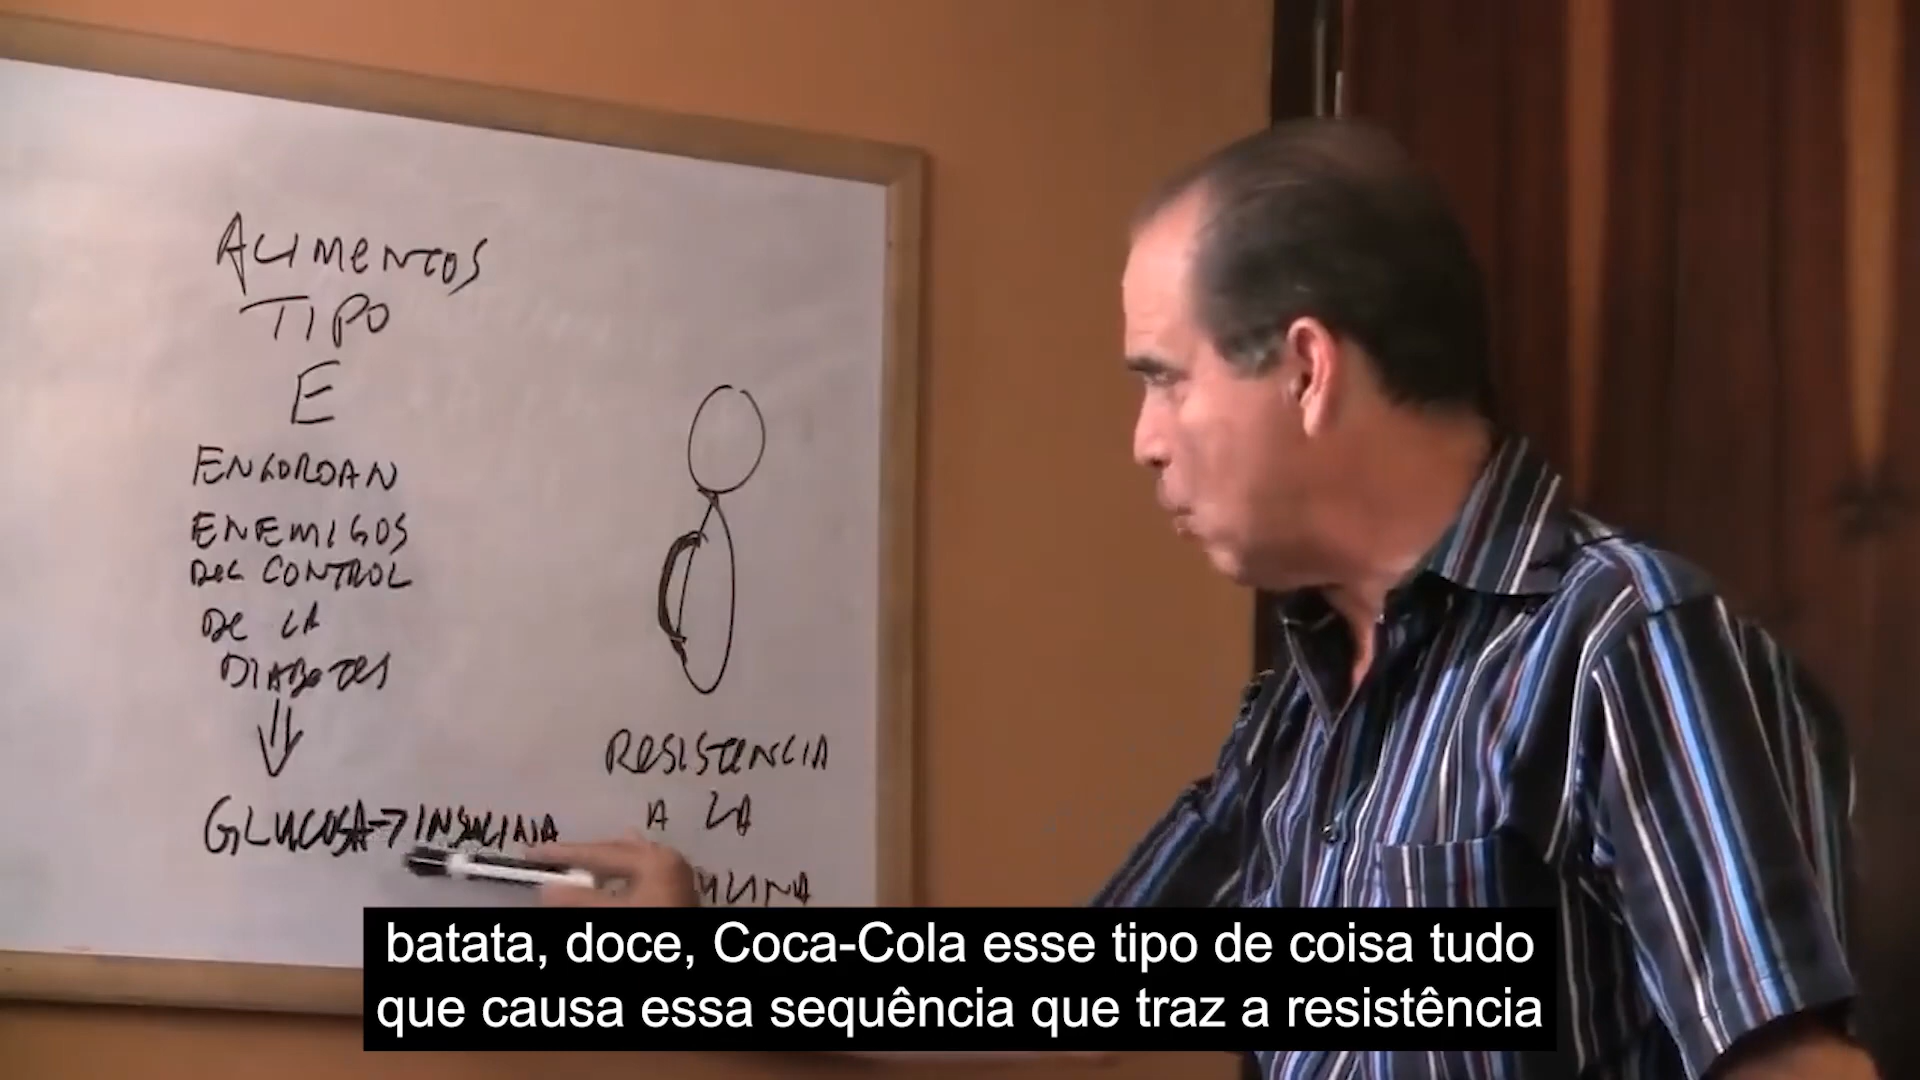 ALIMENTOS
TIPO
E
ENGORDAN
ENEMIGOS
DEL CONTROL
DE LA
DIABETES
GLUCOSA → INSULINA
RESISTENCIA
A LA
batata, doce, Coca-Cola esse tipo de coisa tudo
que causa essa sequência que traz a resistência